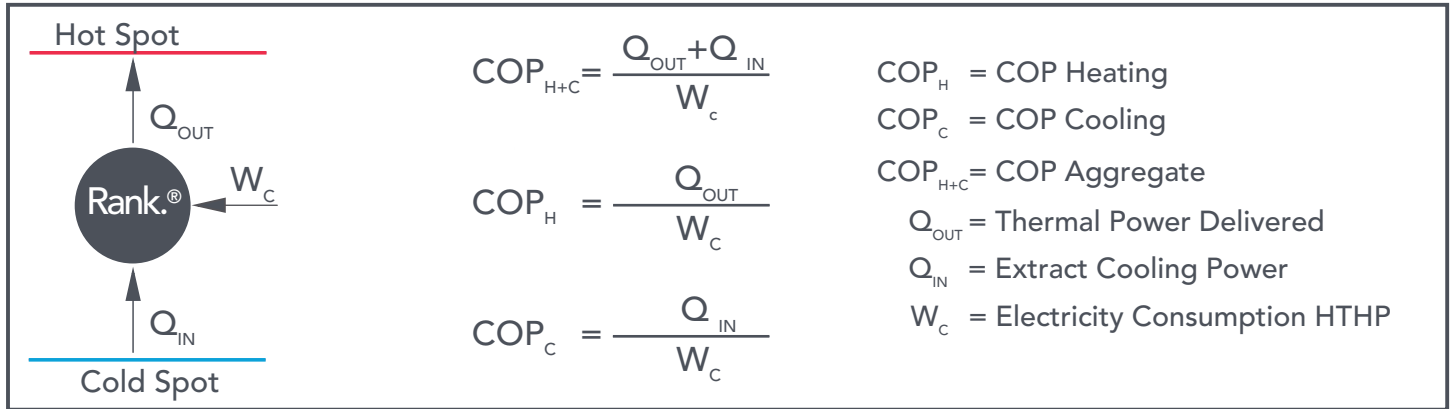 Hot Spot
Q_OUT
Rank.®
W_C
Q_IN
Cold Spot
COP_H+C = (Q_OUT+Q_IN) / W_c
COP_H = Q_OUT / W_C
COP_C = Q_IN / W_C
COP_H = COP Heating
COP_C = COP Cooling
COP_H+C = COP Aggregate
Q_OUT = Thermal Power Delivered
Q_IN = Extract Cooling Power
W_C = Electricity Consumption HTHP